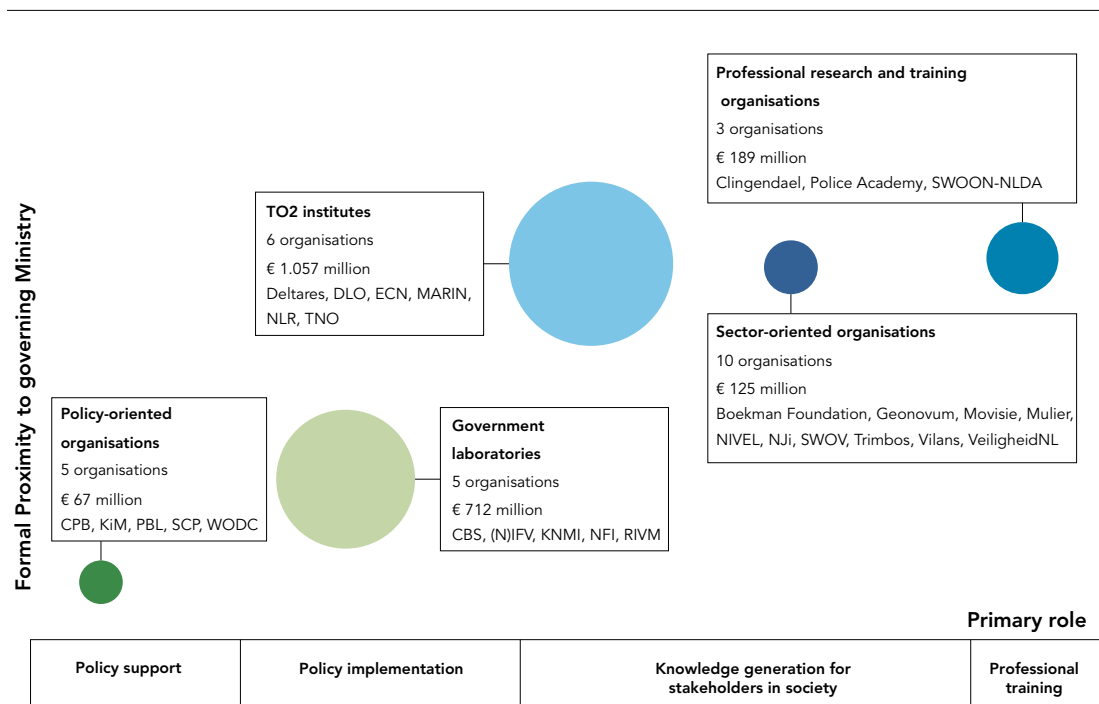 Professional research and training
organisations
3 organisations
€ 189 million
Clingendael, Police Academy, SWOON-NLDA
TO2 institutes
6 organisations
€ 1.057 million
Deltares, DLO, ECN, MARIN,
NLR, TNO
Sector-oriented organisations
10 organisations
€ 125 million
Boekman Foundation, Geonovum, Movisie, Mulier,
NIVEL, NJi, SWOV, Trimbos, Vilans, VeiligheidNL
Formal Proximity to governing Ministry
Policy-oriented
organisations
5 organisations
€ 67 million
CPB, KiM, PBL, SCP, WODC
Government
laboratories
5 organisations
€ 712 million
CBS, (N)IFV, KNMI, NFI, RIVM
Primary role
Policy support
Policy implementation
Knowledge generation for
stakeholders in society
Professional
training